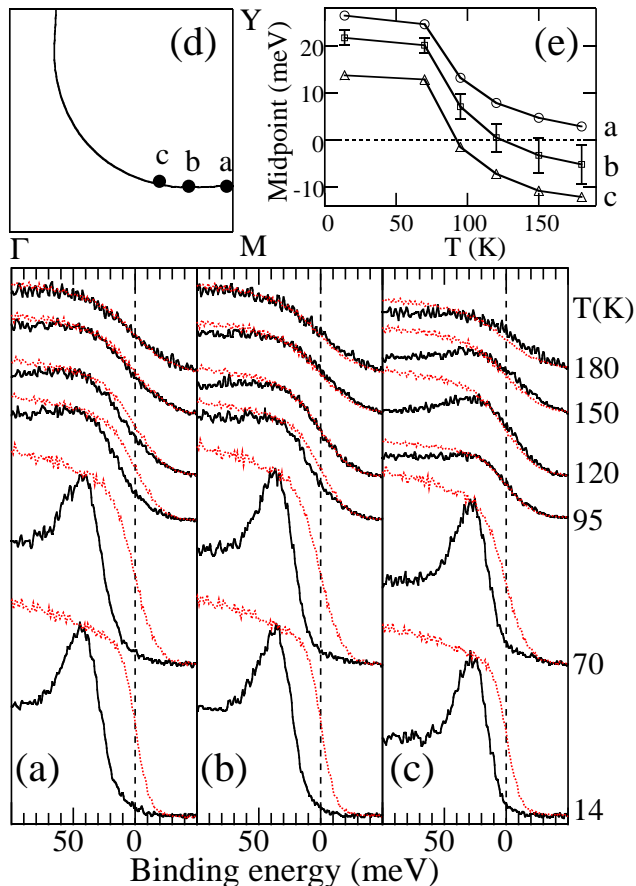 (d)
Y
c
b
a
Γ
M
(e)
Midpoint (meV)
20
10
0
-10
0
50
100
150
T (K)
a
b
c
T(K)
180
150
120
95
70
14
(a)
(b)
(c)
50
0
50
0
50
0
Binding energy (meV)